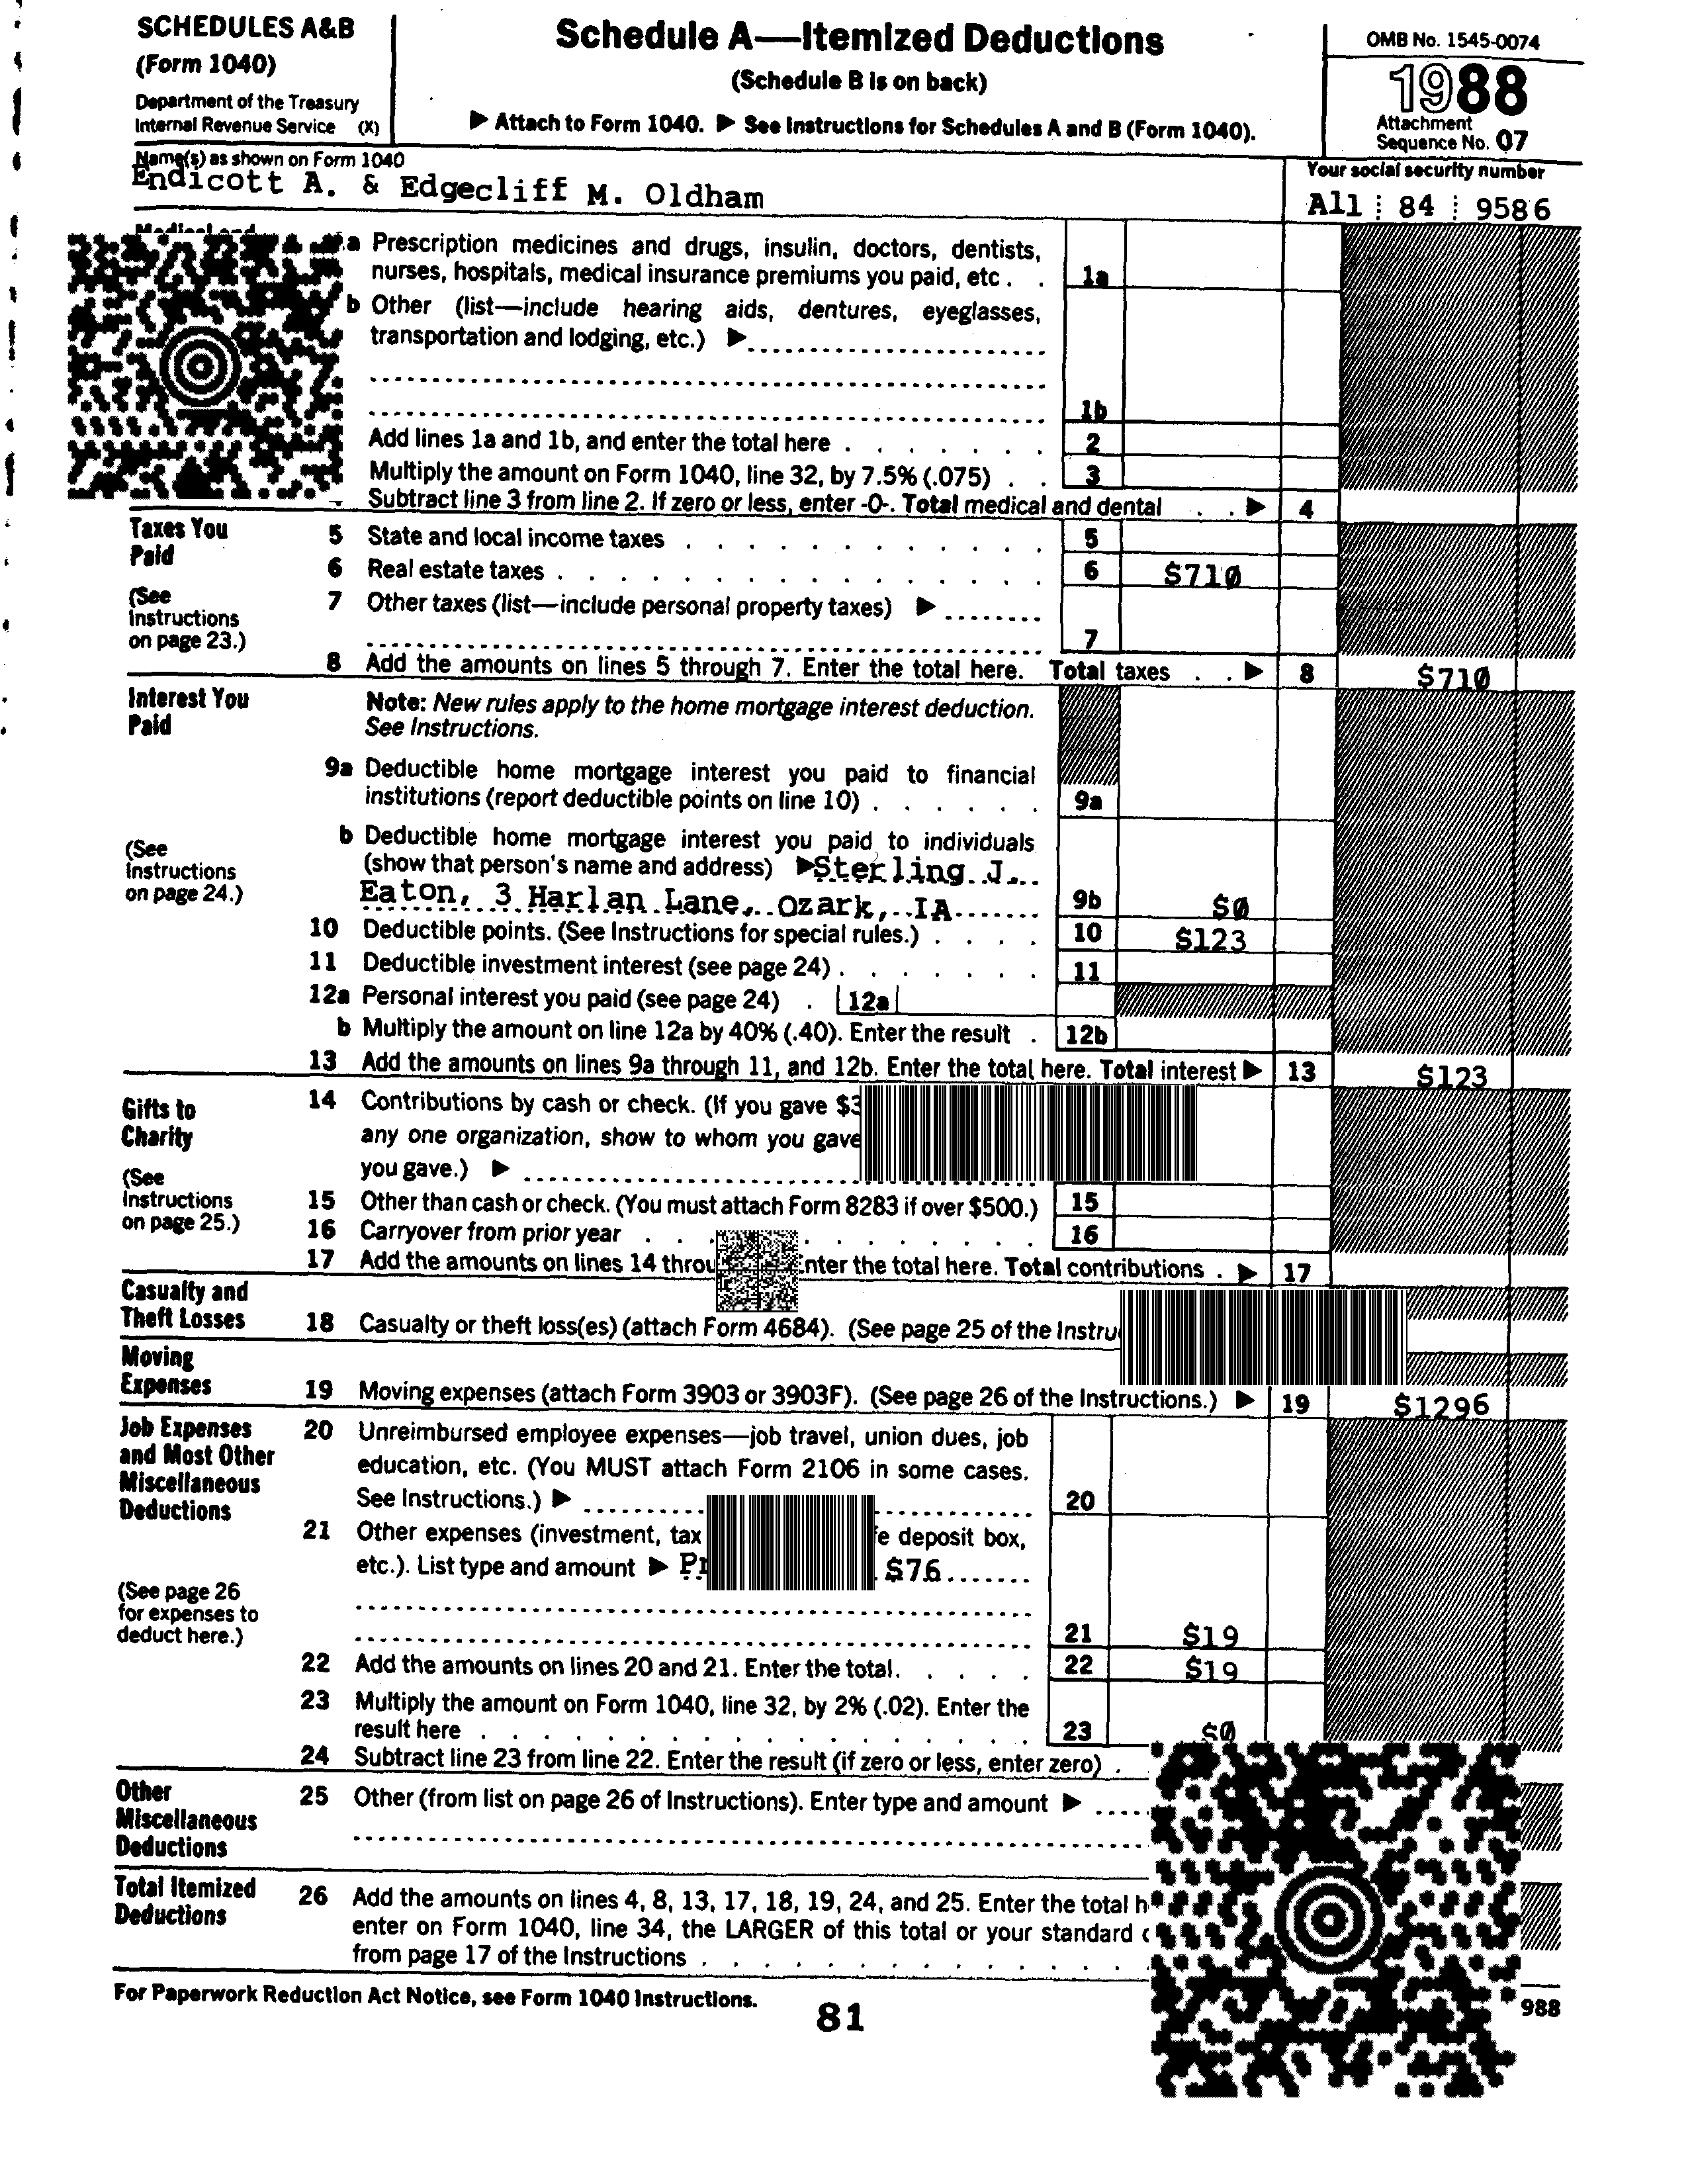 SCHEDULES A&B
(Form 1040)
Department of the Treasury
Internal Revenue Service (X)
Schedule A—Itemized Deductions
(Schedule B is on back)
▶ Attach to Form 1040. ▶ See Instructions for Schedules A and B (Form 1040).
OMB No. 1545-0074
1988
Attachment
Sequence No. 07
Name(s) as shown on Form 1040
Endicott A. & Edgecliff M. Oldham
Your social security number
All 84 9586
a Prescription medicines and drugs, insulin, doctors, dentists,
nurses, hospitals, medical insurance premiums you paid, etc . . 1a
b Other (list—include hearing aids, dentures, eyeglasses,
transportation and lodging, etc.) ▶
1b
Add lines 1a and 1b, and enter the total here . . . . . . . 2
Multiply the amount on Form 1040, line 32, by 7.5% (.075) . . 3
Subtract line 3 from line 2. If zero or less, enter -0-. Total medical and dental . . ▶ 4
Taxes You
Paid
(See
Instructions
on page 23.)
5 State and local income taxes . . . . . . . . . . . . 5
6 Real estate taxes . . . . . . . . . . . . . . . . 6 $710
7 Other taxes (list—include personal property taxes) ▶
7
8 Add the amounts on lines 5 through 7. Enter the total here. Total taxes . . ▶ 8 $710
Interest You
Paid
(See
Instructions
on page 24.)
Note: New rules apply to the home mortgage interest deduction.
See Instructions.
9a Deductible home mortgage interest you paid to financial
institutions (report deductible points on line 10) . . . . . . 9a
b Deductible home mortgage interest you paid to individuals
(show that person's name and address) ▶ Sterling J.
Eaton, 3 Harlan Lane, Ozark, IA 9b $0
10 Deductible points. (See Instructions for special rules.) . . . . 10 $123
11 Deductible investment interest (see page 24) . . . . . . . 11
12a Personal interest you paid (see page 24) . 12a
b Multiply the amount on line 12a by 40% (.40). Enter the result . 12b
13 Add the amounts on lines 9a through 11, and 12b. Enter the total here. Total interest ▶ 13 $123
Gifts to
Charity
(See
Instructions
on page 25.)
14 Contributions by cash or check. (If you gave
any one organization, show to whom you gave
you gave.) ▶
15 Other than cash or check. (You must attach Form 8283 if over $500.) 15
16 Carryover from prior year . . . . . . . . . . . 16
17 Add the amounts on lines 14 the total here. Total contributions . ▶ 17
Casualty and
Theft Losses
18 Casualty or theft loss(es) (attach Form 4684). (See page 25 of the
Moving
Expenses
19 Moving expenses (attach Form 3903 or 3903F). (See page 26 of the Instructions.) ▶ 19 $1296
Job Expenses
and Most Other
Miscellaneous
Deductions
(See page 26
for expenses to
deduct here.)
20 Unreimbursed employee expenses—job travel, union dues, job
education, etc. (You MUST attach Form 2106 in some cases.
See Instructions.) ▶ 20
21 Other expenses (investment, tax deposit box,
etc.). List type and amount ▶ $76
21 $19
22 Add the amounts on lines 20 and 21. Enter the total. . . . . 22 $19
23 Multiply the amount on Form 1040, line 32, by 2% (.02). Enter the
result here . . . . . . . . . . . . . . . . . 23 $0
24 Subtract line 23 from line 22. Enter the result (if zero or less, enter zero) .
Other
Miscellaneous
Deductions
25 Other (from list on page 26 of Instructions). Enter type and amount ▶
Total Itemized
Deductions
26 Add the amounts on lines 4, 8, 13, 17, 18, 19, 24, and 25. Enter the total
enter on Form 1040, line 34, the LARGER of this total or your standard
from page 17 of the Instructions
For Paperwork Reduction Act Notice, see Form 1040 Instructions.
81
988